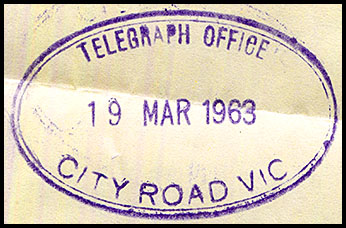 TELEGRAPH OFFICE
19 MAR 1963
CITY ROAD VIC